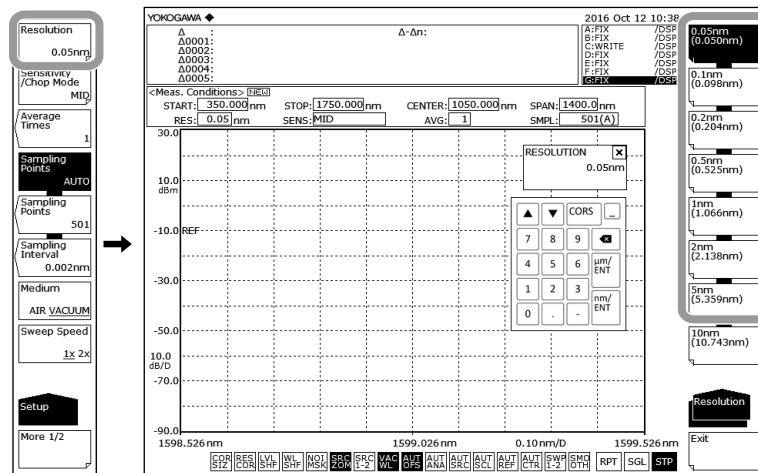 Resolution
0.05nm
Sensitivity
/Chop Mode
MID
Average
Times
1
Sampling
Points
AUTO
Sampling
Points
501
Sampling
Interval
0.002nm
Medium
AIR VACUUM
Sweep Speed
1x 2x
Setup
More 1/2
YOKOGAWA ◆
2016 Oct 12 10:38
Δ :
Δ0001:
Δ0002:
Δ0003:
Δ0004:
Δ0005:
Δ-Δn:
A:FIX /DSP
B:FIX /DSP
C:WRITE /DSP
D:FIX /DSP
E:FIX /DSP
F:FIX /DSP
G:FIX /DSP
<Meas. Conditions> NEW
START: 350.000 nm STOP: 1750.000 nm CENTER: 1050.000 nm SPAN: 1400.0 nm
RES: 0.05 nm SENS: MID AVG: 1 SMPL: 501(A)
30.0
10.0
dBm
-10.0 REF
-30.0
-50.0
10.0
dB/D
-70.0
-90.0
RESOLUTION
0.05nm
▲ ▼ CORS _
7 8 9
4 5 6 µm/
ENT
1 2 3 nm/
ENT
0 . -
1598.526nm 1599.026nm 0.10nm/D 1599.526nm
COR SIZ RES COR LVL SHF WL SHF NOI MSK SRC ZOM SRC 1-2 VAC WL AUT OFS AUT ANA AUT SRC AUT SCL AUT REF AUT CTR SWP 1-2 SMO OTH RPT SGL STP
0.05nm
(0.050nm)
0.1nm
(0.098nm)
0.2nm
(0.204nm)
0.5nm
(0.525nm)
1nm
(1.066nm)
2nm
(2.138nm)
5nm
(5.359nm)
10nm
(10.743nm)
Resolution
Exit